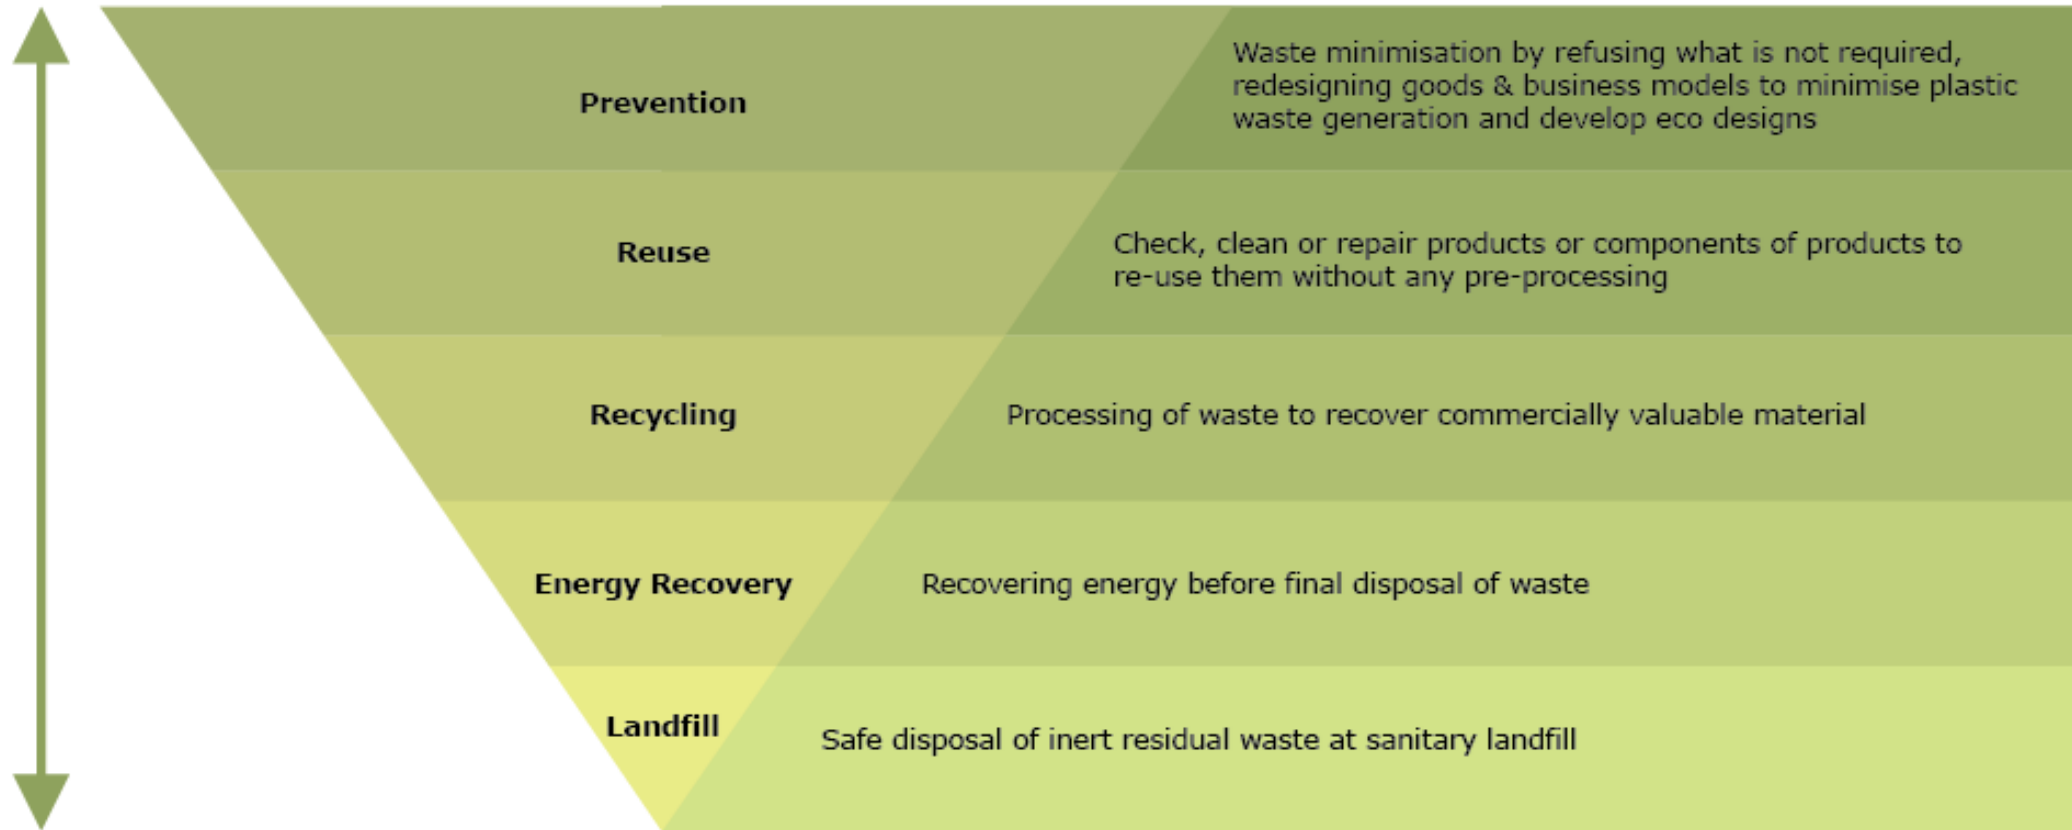 Prevention
Waste minimisation by refusing what is not required,
redesigning goods & business models to minimise plastic
waste generation and develop eco designs
Reuse
Check, clean or repair products or components of products to
re-use them without any pre-processing
Recycling
Processing of waste to recover commercially valuable material
Energy Recovery
Recovering energy before final disposal of waste
Landfill
Safe disposal of inert residual waste at sanitary landfill